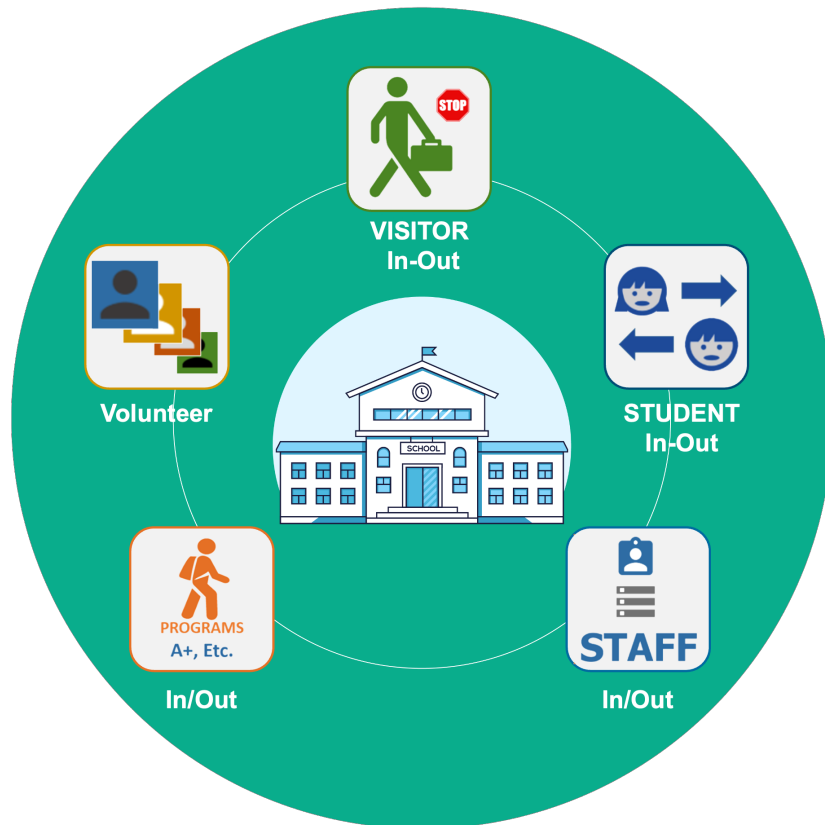 STOP
VISITOR
In-Out
Volunteer
STUDENT
In-Out
SCHOOL
PROGRAMS
A+, Etc.
In/Out
STAFF
In/Out